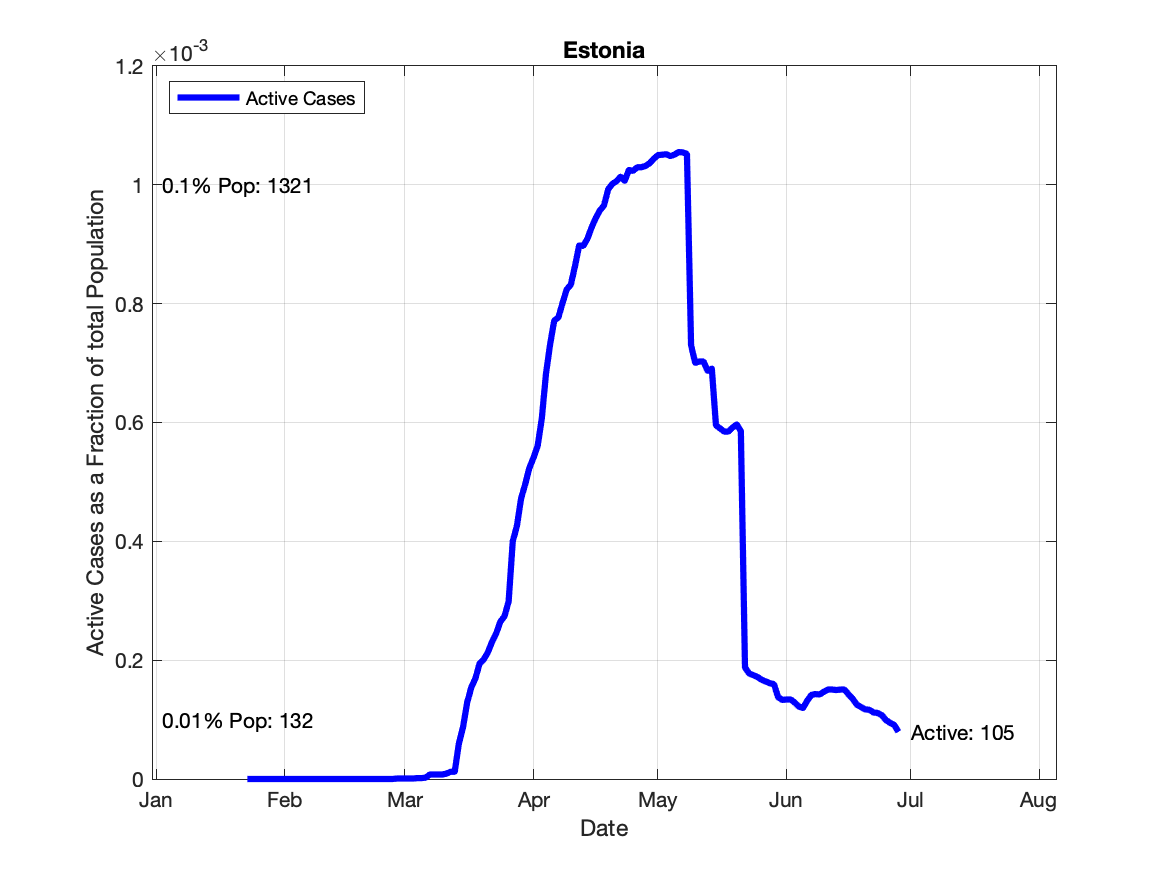 Estonia
×10-3
1.2
Active Cases
1
0.1% Pop: 1321
0.8
0.6
0.4
0.2
0.01% Pop: 132
Active: 105
0
Jan Feb Mar Apr May Jun Jul Aug
Date
Active Cases as a Fraction of total Population